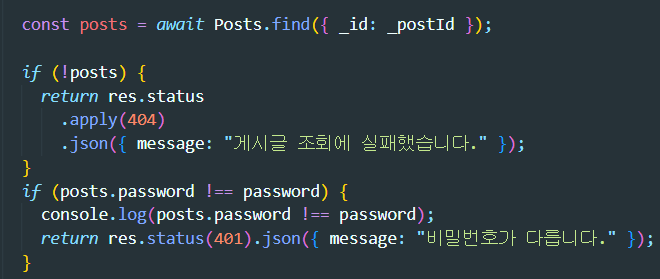 const posts = await Posts.find({ _id: _postId });
if (!posts) {
return res.status
.apply(404)
.json({ message: "게시글 조회에 실패했습니다." });
}
if (posts.password !== password) {
console.log(posts.password !== password);
return res.status(401).json({ message: "비밀번호가 다릅니다." });
}